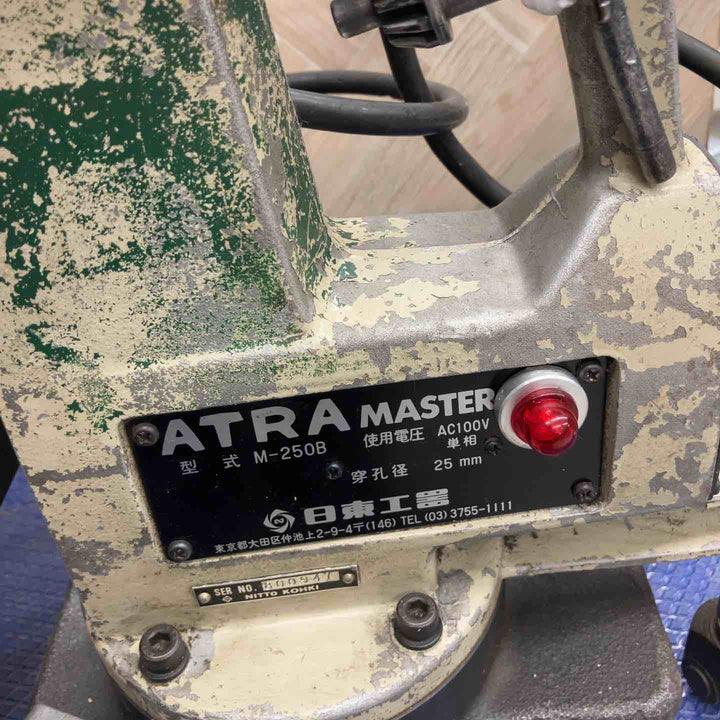 ATRA MASTER
型式 M-250B 使用電圧 AC100V
単相
穿孔径 25 mm
日東工器
東京都大田区仲池上2-9-4〒(146) TEL (03) 3755-1111
SER NO. B00947
NITTO KOHKI